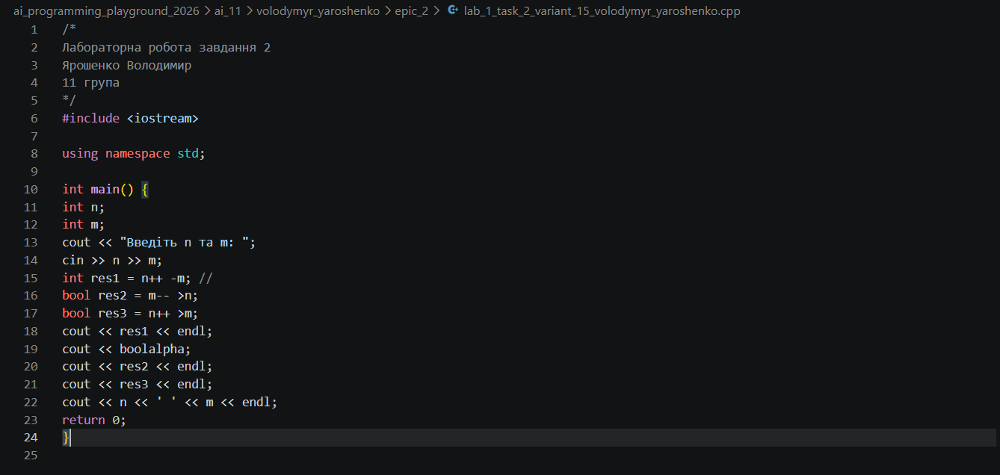 ai_programming_playground_2026 > ai_11 > volodymyr_yaroshenko > epic_2 > lab_1_task_2_variant_15_volodymyr_yaroshenko.cpp
1 /*
2 Лабораторна робота завдання 2
3 Ярошенко Володимир
4 11 група
5 */
6 #include <iostream>
7
8 using namespace std;
9
10 int main() {
11 int n;
12 int m;
13 cout << "Введіть n та m: ";
14 cin >> n >> m;
15 int res1 = n++ -m; //
16 bool res2 = m-- >n;
17 bool res3 = n++ >m;
18 cout << res1 << endl;
19 cout << boolalpha;
20 cout << res2 << endl;
21 cout << res3 << endl;
22 cout << n << ' ' << m << endl;
23 return 0;
24 }
25